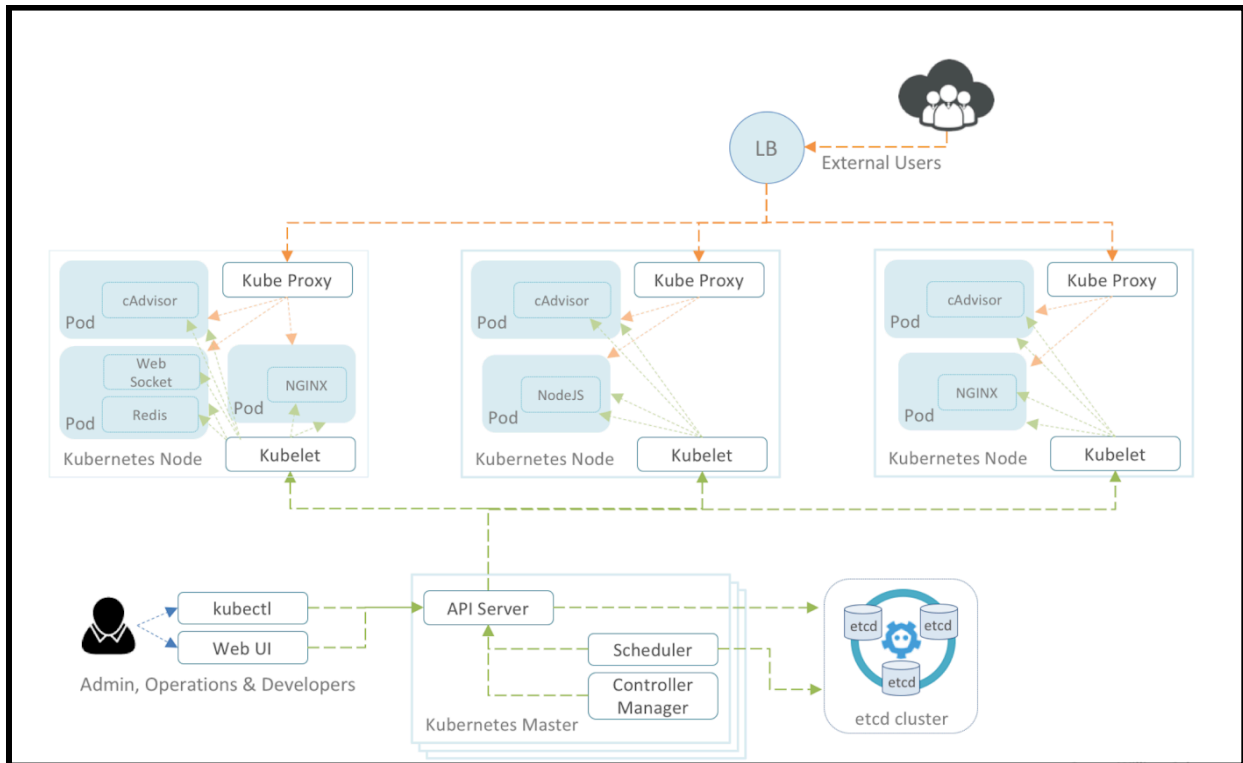 LB
External Users
Kube Proxy
cAdvisor
Pod
Web
Socket
Redis
Pod
NGINX
Pod
Kubelet
Kubernetes Node
Kube Proxy
cAdvisor
Pod
NodeJS
Pod
Kubelet
Kubernetes Node
Kube Proxy
cAdvisor
Pod
NGINX
Pod
Kubelet
Kubernetes Node
kubectl
Web UI
Admin, Operations & Developers
API Server
Scheduler
Controller
Manager
Kubernetes Master
etcd
etcd
etcd
etcd cluster